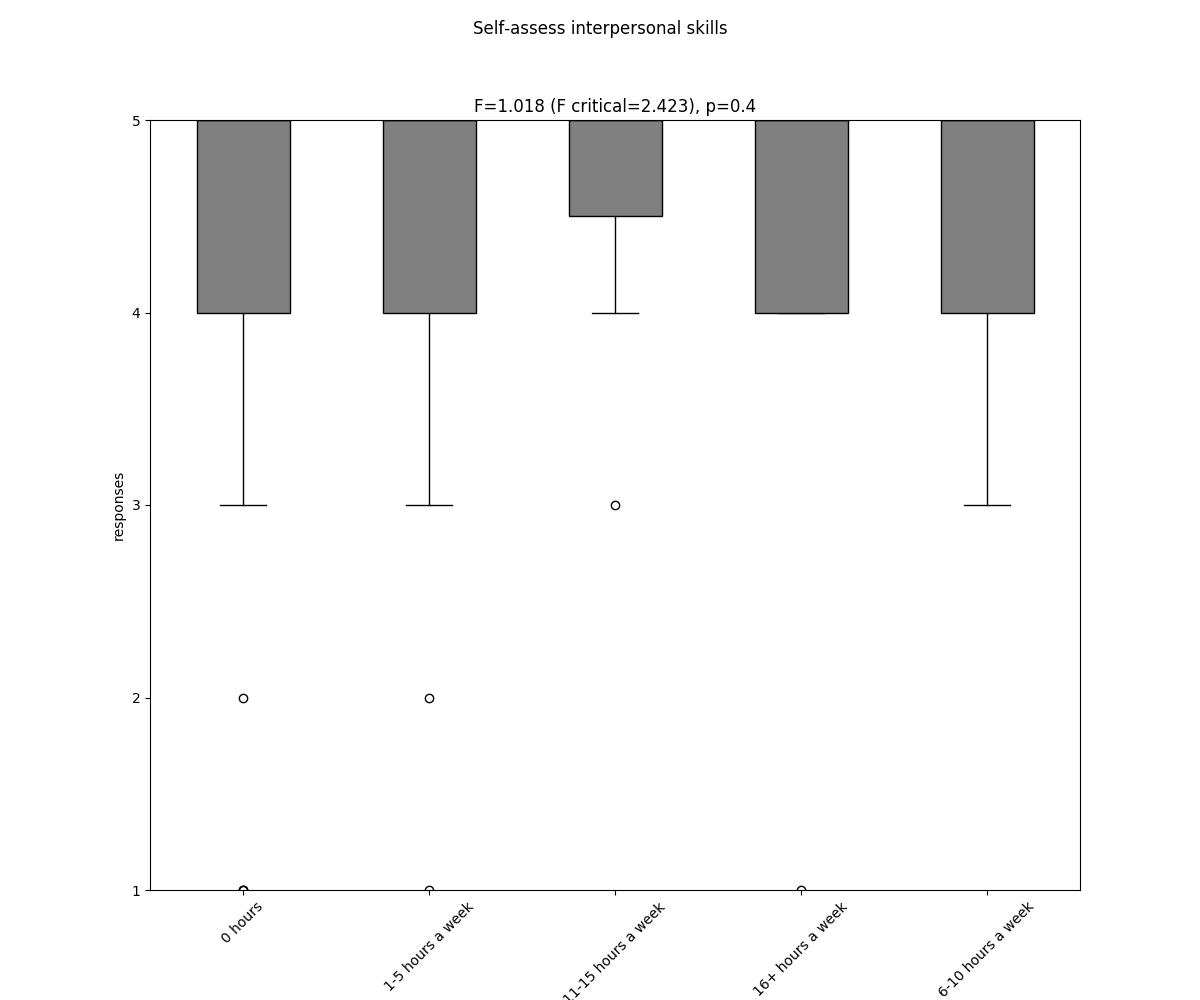 Self-assess interpersonal skills
F=1.018 (F critical=2.423), p=0.4
5
4
3
2
1
responses
0 hours
1-5 hours a week
11-15 hours a week
16+ hours a week
6-10 hours a week